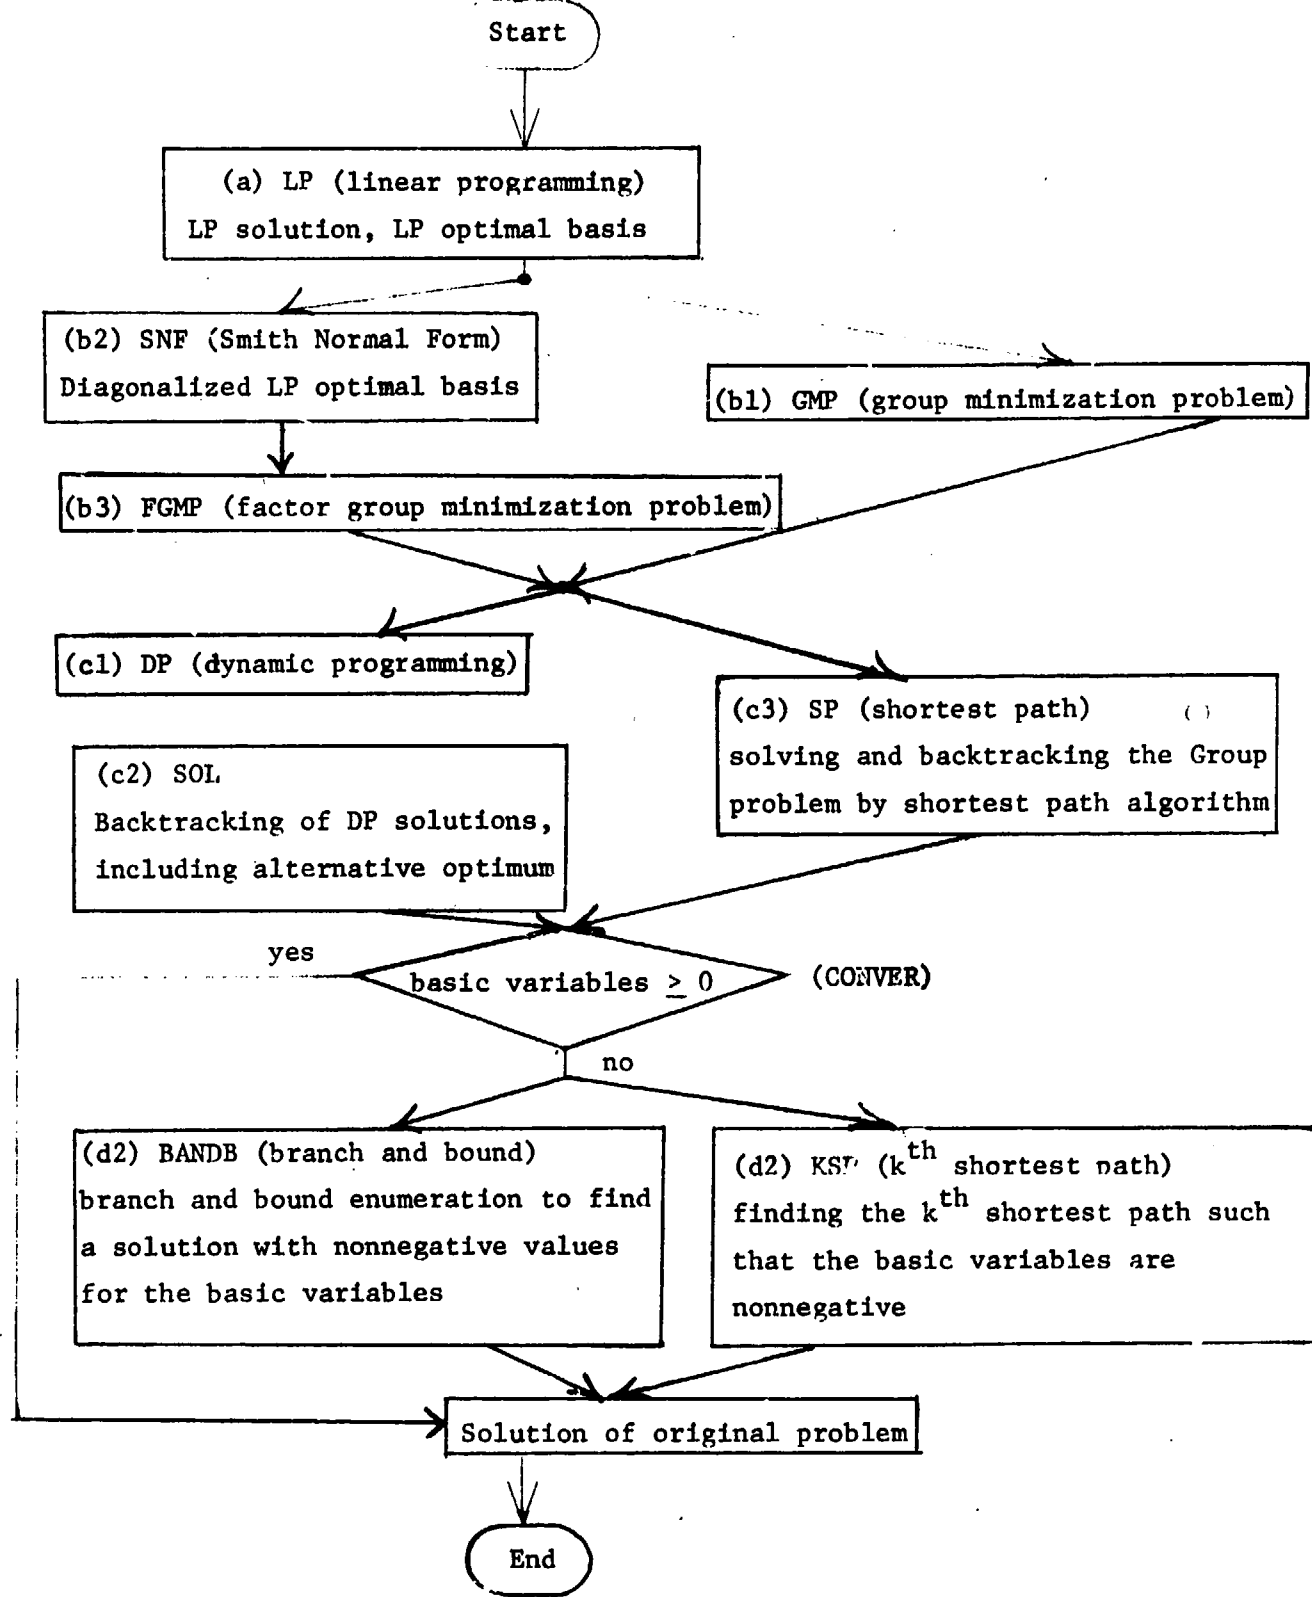 Start
(a) LP (linear programming)
LP solution, LP optimal basis
(b2) SNF (Smith Normal Form)
Diagonalized LP optimal basis
(b1) GMP (group minimization problem)
(b3) FGMP (factor group minimization problem)
(c1) DP (dynamic programming)
(c3) SP (shortest path) ( )
solving and backtracking the Group
problem by shortest path algorithm
(c2) SOL
Backtracking of DP solutions,
including alternative optimum
yes
basic variables ≥ 0
(CONVER)
no
(d2) BANDB (branch and bound)
branch and bound enumeration to find
a solution with nonnegative values
for the basic variables
(d2) KSP (kth shortest path)
finding the kth shortest path such
that the basic variables are
nonnegative
Solution of original problem
End